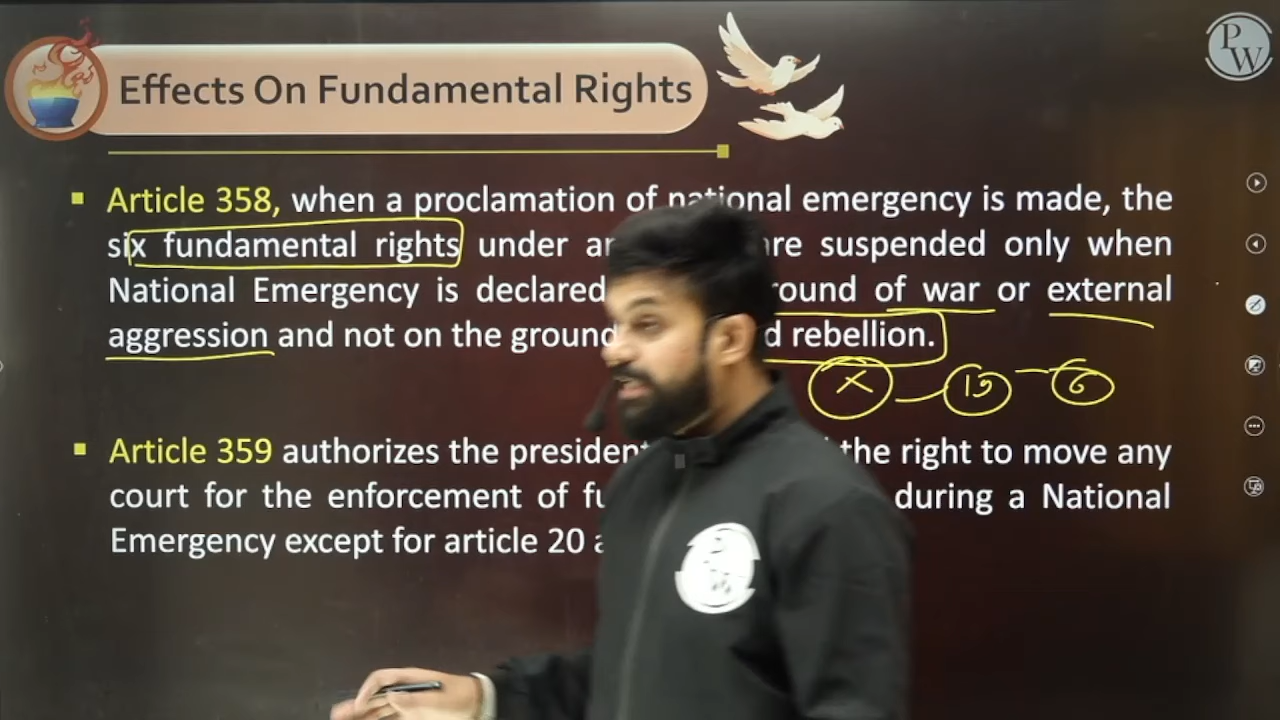 PW
Effects On Fundamental Rights
Article 358, when a proclamation of national emergency is made, the
six fundamental rights under are suspended only when
National Emergency is declared round of war or external
aggression and not on the ground d rebellion.
X 19 6
Article 359 authorizes the president the right to move any
court for the enforcement of fu during a National
Emergency except for article 20 a